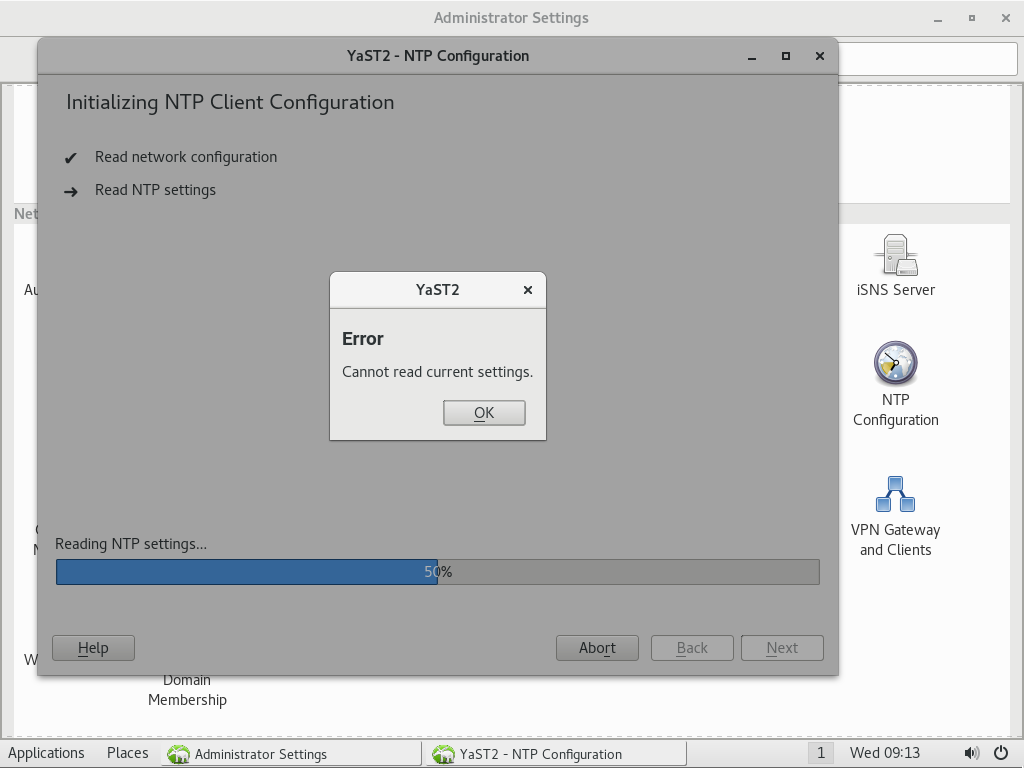 Administrator Settings
YaST2 - NTP Configuration
Initializing NTP Client Configuration
Read network configuration
Read NTP settings
Net
Au
iSNS Server
YaST2
Error
Cannot read current settings.
OK
NTP
Configuration
VPN Gateway
and Clients
Reading NTP settings...
50%
Help
Abort
Back
Next
W
Domain
Membership
Applications
Places
Administrator Settings
YaST2 - NTP Configuration
1
Wed 09:13